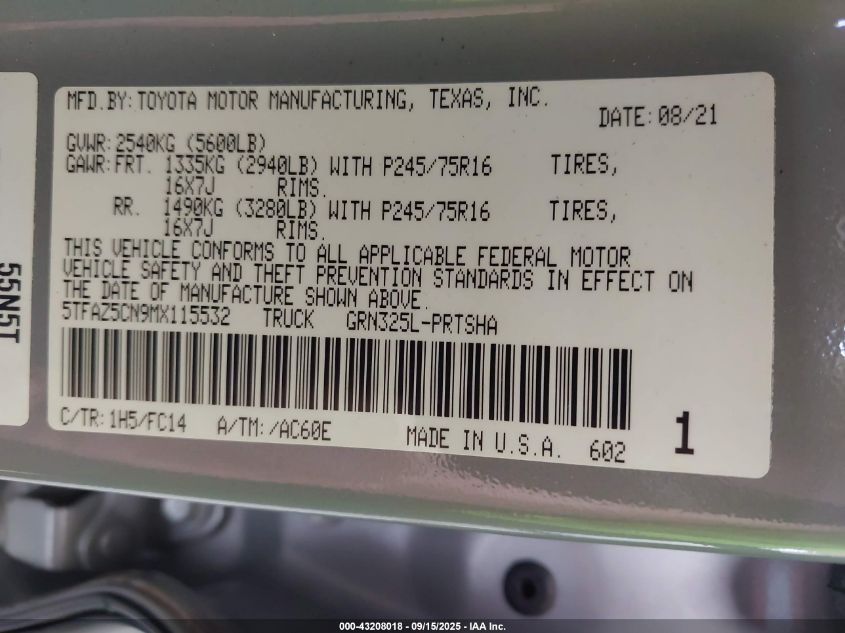 MFD.BY:TOYOTA MOTOR MANUFACTURING, TEXAS, INC.
DATE:08/21
GVWR:2540KG (5600LB)
GAWR:FRT. 1335KG (2940LB) WITH P245/75R16 TIRES,
16X7J RIMS.
RR. 1490KG (3280LB) WITH P245/75R16 TIRES,
16X7J RIMS.
THIS VEHICLE CONFORMS TO ALL APPLICABLE FEDERAL MOTOR
VEHICLE SAFETY AND THEFT PREVENTION STANDARDS IN EFFECT ON
THE DATE OF MANUFACTURE SHOWN ABOVE.
5TFAZ5CN9MX115532 TRUCK GRN325L-PRTSHA
C/TR:1H5/FC14 A/TM:/AC60E MADE IN U.S.A. 602 1
55N5T
000-43208018 - 09/15/2025 - IAA Inc.